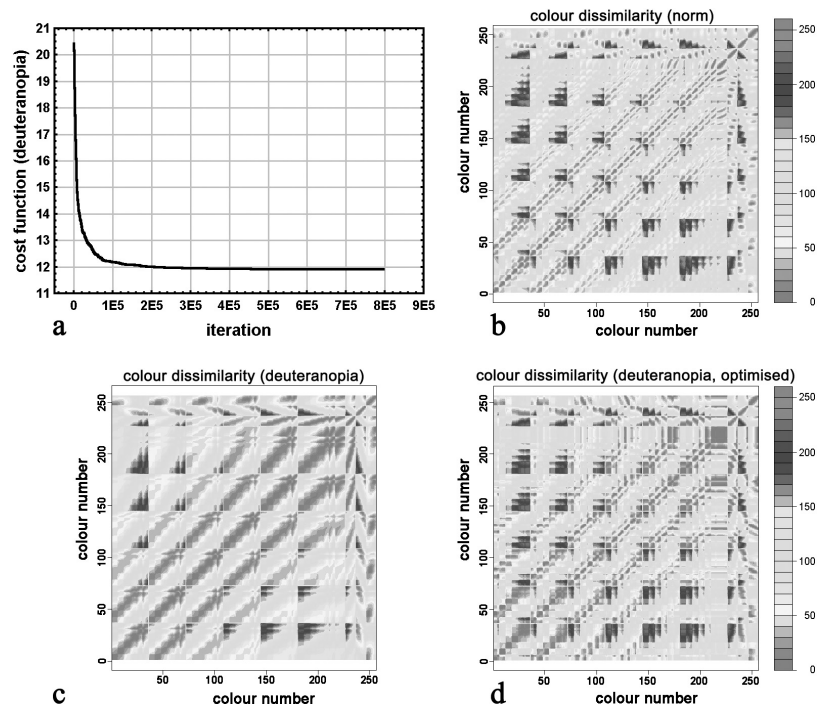 21
20
19
18
17
16
15
14
13
12
11
cost function (deuteranopia)
0 1E5 2E5 3E5 4E5 5E5 6E5 7E5 8E5 9E5
iteration
a
colour dissimilarity (norm)
250
200
150
100
50
0
colour number
50 100 150 200 250
colour number
b
250
200
150
100
50
0
colour dissimilarity (deuteranopia)
250
200
150
100
50
0
colour number
50 100 150 200 250
colour number
c
colour dissimilarity (deuteranopia, optimised)
250
200
150
100
50
0
colour number
50 100 150 200 250
colour number
d
250
200
150
100
50
0